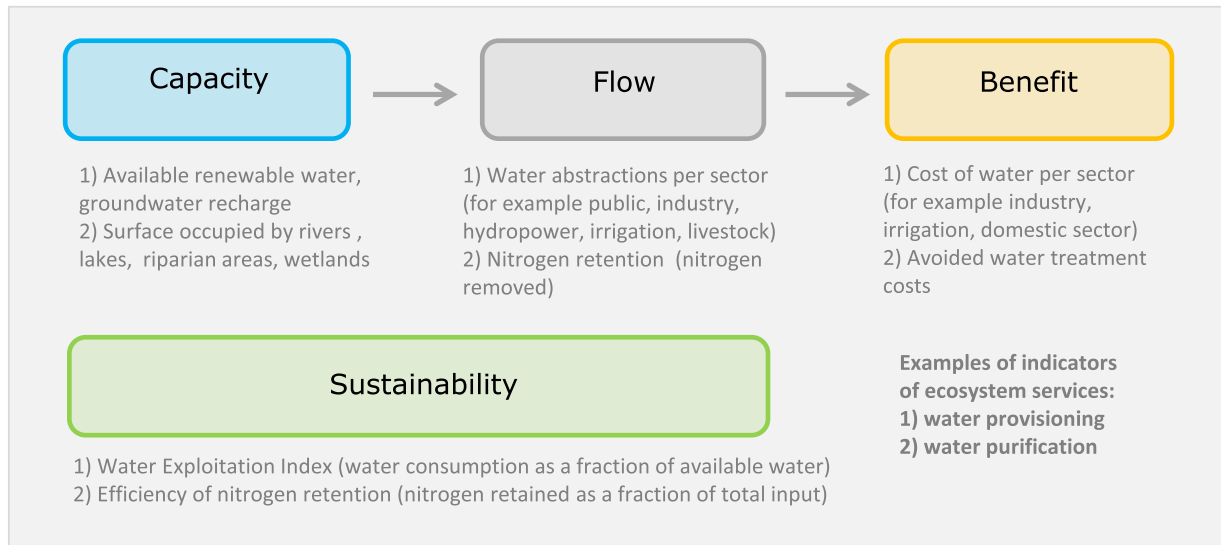 Capacity
1) Available renewable water,
groundwater recharge
2) Surface occupied by rivers ,
lakes,  riparian areas, wetlands
Flow
1) Water abstractions per sector
(for example public, industry,
hydropower, irrigation, livestock)
2) Nitrogen retention  (nitrogen
removed)
Benefit
1) Cost of water per sector
(for example industry,
irrigation, domestic sector)
2) Avoided water treatment
costs
Sustainability
1) Water Exploitation Index (water consumption as a fraction of available water)
2) Efficiency of nitrogen retention (nitrogen retained as a fraction of total input)
Examples of indicators
of ecosystem services:
1) water provisioning
2) water purification